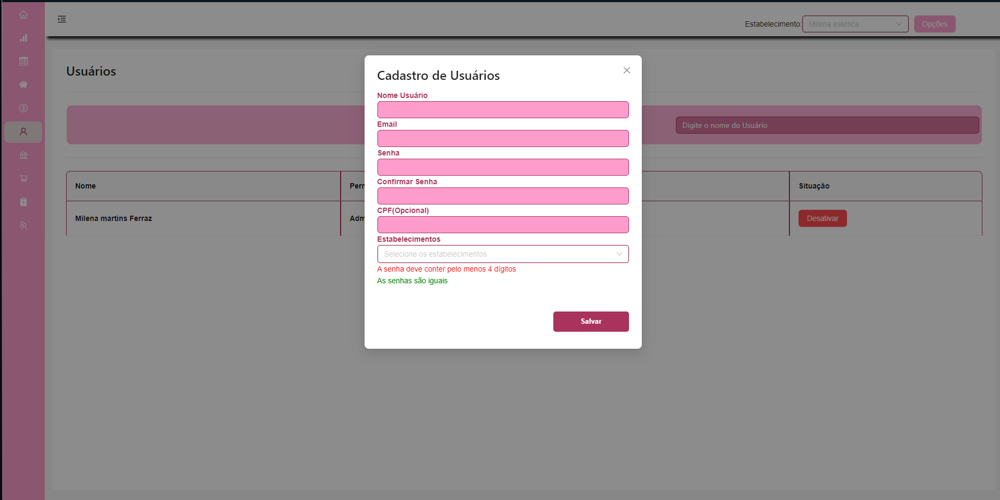 Estabelecimento: Milena estetica Opções
Usuários
Digite o nome do Usuário
Nome Perm Situação
Milena martins Ferraz Adm Desativar
Cadastro de Usuários
Nome Usuário
Email
Senha
Confirmar Senha
CPF(Opcional)
Estabelecimentos
Selecione os estabelecimentos
A senha deve conter pelo menos 4 dígitos
As senhas são iguais
Salvar